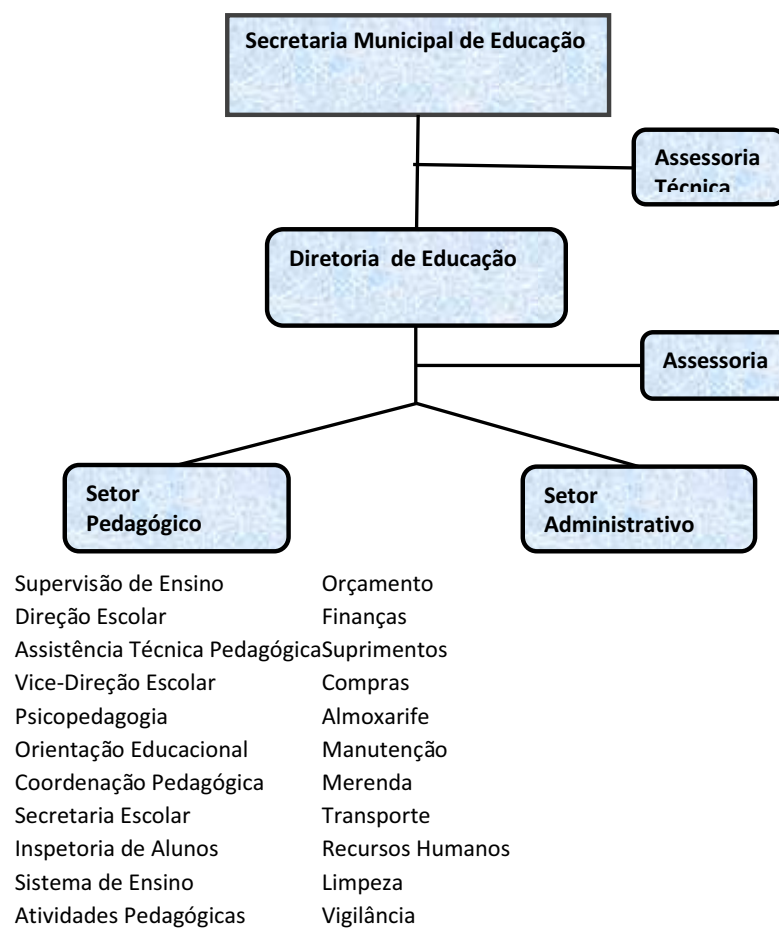 Secretaria Municipal de Educação
Assessoria
Técnica
Diretoria de Educação
Assessoria
Setor
Pedagógico
Setor
Administrativo
Supervisão de Ensino Orçamento
Direção Escolar Finanças
Assistência Técnica PedagógicaSuprimentos
Vice-Direção Escolar Compras
Psicopedagogia Almoxarife
Orientação Educacional Manutenção
Coordenação Pedagógica Merenda
Secretaria Escolar Transporte
Inspetoria de Alunos Recursos Humanos
Sistema de Ensino Limpeza
Atividades Pedagógicas Vigilância